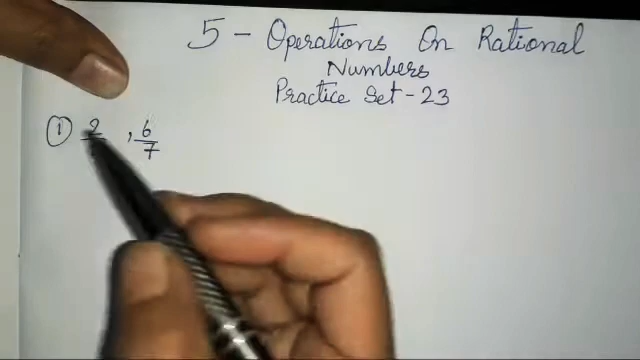 5 - Operations On Rational
Numbers
Practice Set - 23
① 2 , 6/7